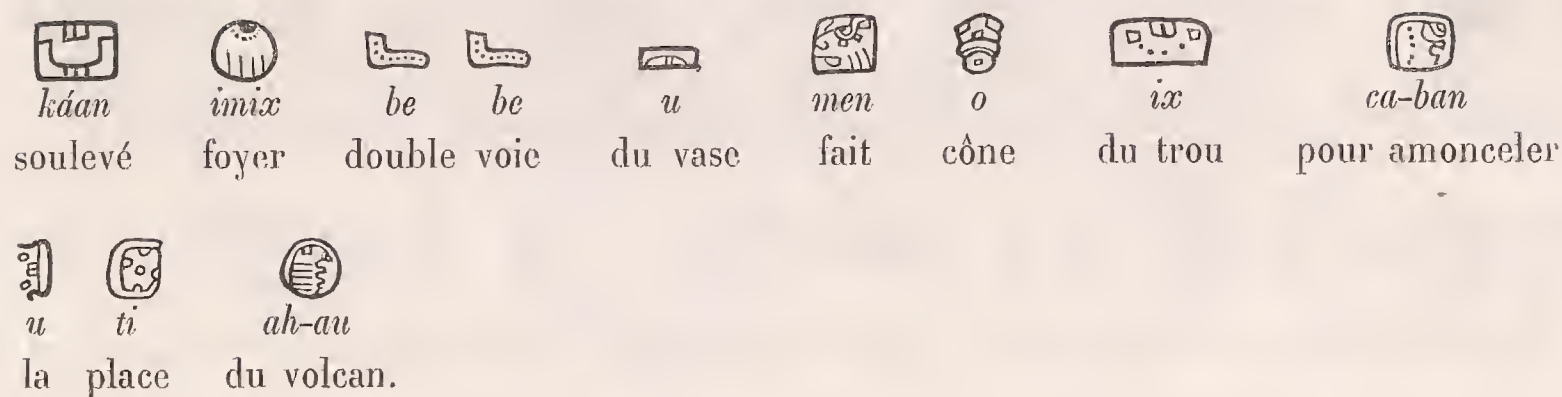 káan imix be be u men o ix ca-ban
soulevé foyer double voie du vase fait cône du trou pour amonceler
u ti ah-au
la place du volcan.